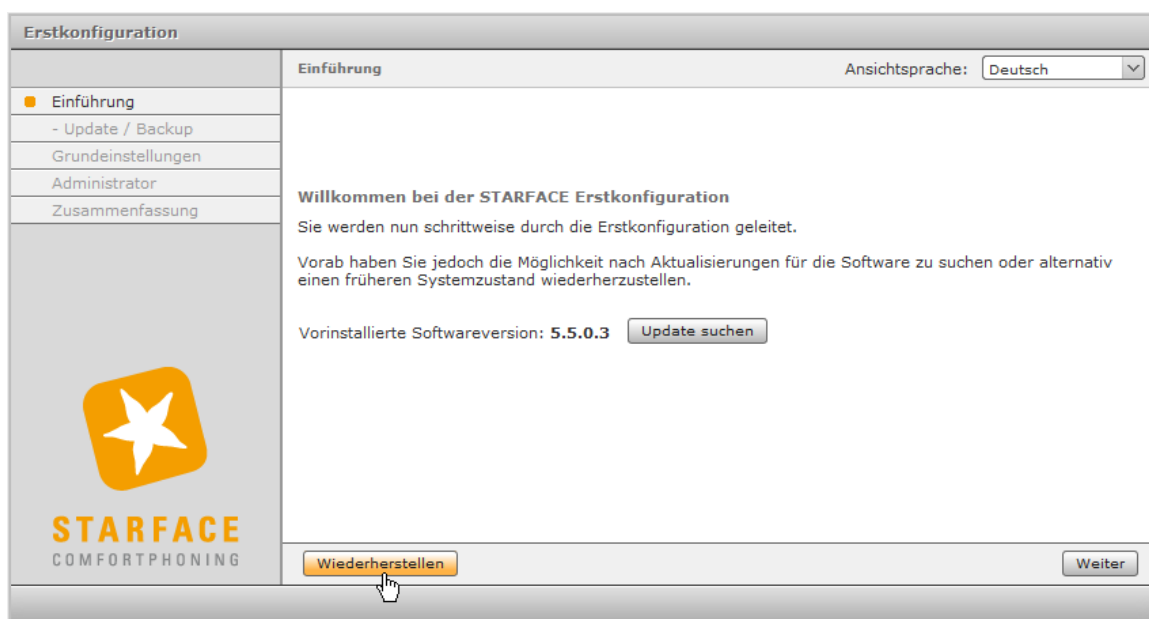 Erstkonfiguration
Einführung
Ansichtsprache: Deutsch
Einführung
- Update / Backup
Grundeinstellungen
Administrator
Zusammenfassung
Willkommen bei der STARFACE Erstkonfiguration
Sie werden nun schrittweise durch die Erstkonfiguration geleitet.
Vorab haben Sie jedoch die Möglichkeit nach Aktualisierungen für die Software zu suchen oder alternativ
einen früheren Systemzustand wiederherzustellen.
Vorinstallierte Softwareversion: 5.5.0.3 Update suchen
STARFACE
COMFORTPHONING
Wiederherstellen
Weiter